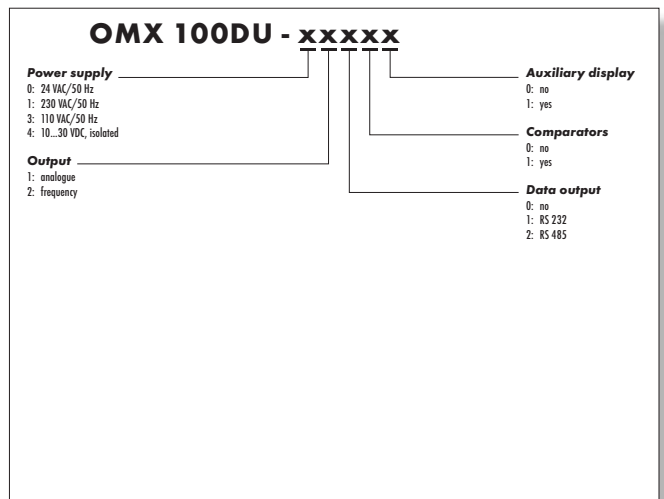 OMX 100DU - xxxxx
Power supply
0: 24 VAC/50 Hz
1: 230 VAC/50 Hz
3: 110 VAC/50 Hz
4: 10...30 VDC, isolated
Output
1: analogue
2: frequency
Auxiliary display
0: no
1: yes
Comparators
0: no
1: yes
Data output
0: no
1: RS 232
2: RS 485